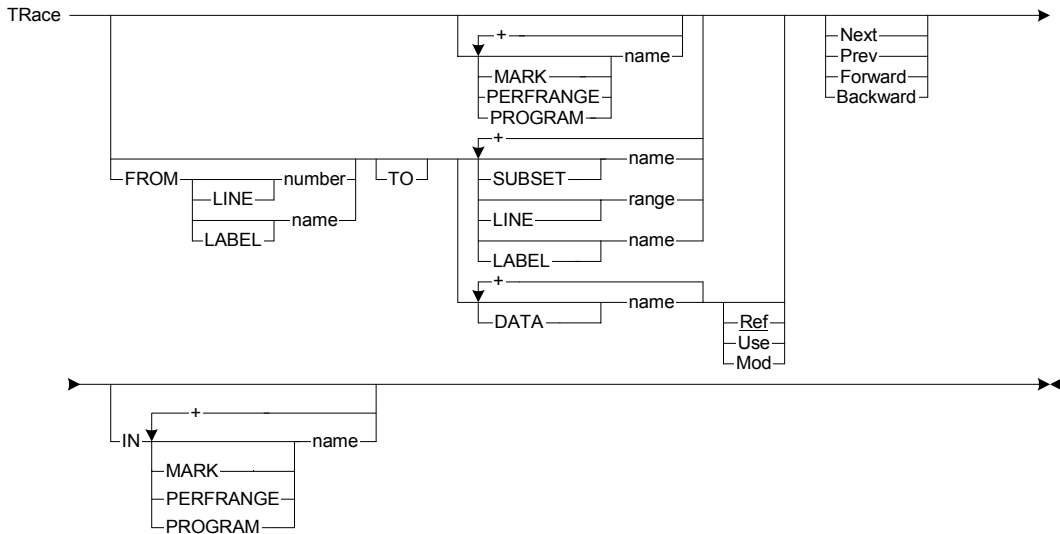 TRace
+ -
name
MARK
PERFRANGE
PROGRAM
Next
Prev
Forward
Backward
FROM
number
LINE
name
LABEL
TO
+
name
SUBSET
range
LINE
name
LABEL
+
name
DATA
Ref
Use
Mod
IN
+ -
name
MARK
PERFRANGE
PROGRAM